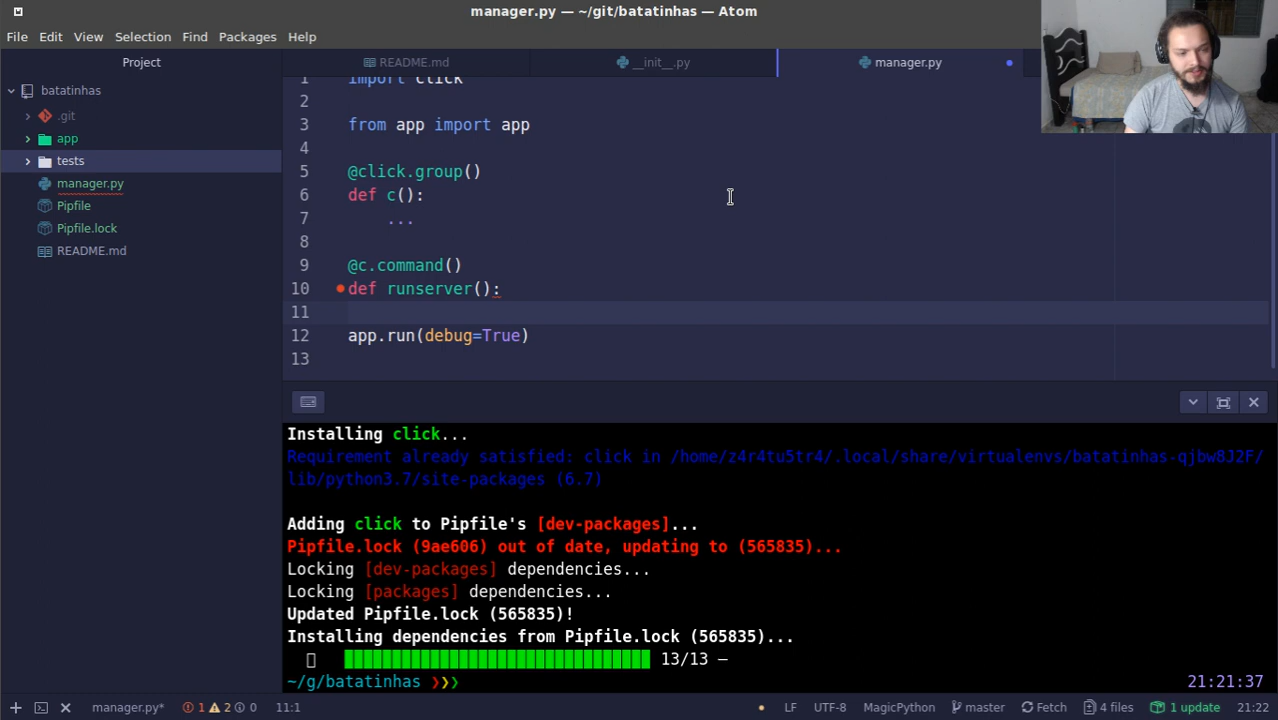 manager.py — ~/git/batatinhas — Atom
File Edit View Selection Find Packages Help
Project
README.md
__init__.py
manager.py
batatinhas
.git
app
tests
manager.py
Pipfile
Pipfile.lock
README.md
1 import click
2
3 from app import app
4
5 @click.group()
6 def c():
7 ...
8
9 @c.command()
10 def runserver():
11
12 app.run(debug=True)
13
Installing click...
Requirement already satisfied: click in /home/z4r4tu5tr4/.local/share/virtualenvs/batatinhas-qjbw8J2F/
lib/python3.7/site-packages (6.7)
Adding click to Pipfile's [dev-packages]...
Pipfile.lock (9ae606) out of date, updating to (565835)...
Locking [dev-packages] dependencies...
Locking [packages] dependencies...
Updated Pipfile.lock (565835)!
Installing dependencies from Pipfile.lock (565835)...
13/13 —
~/g/batatinhas ❯❯❯ 21:21:37
manager.py* 1 2 0 11:1 LF UTF-8 MagicPython master Fetch 4 files 1 update 21:22